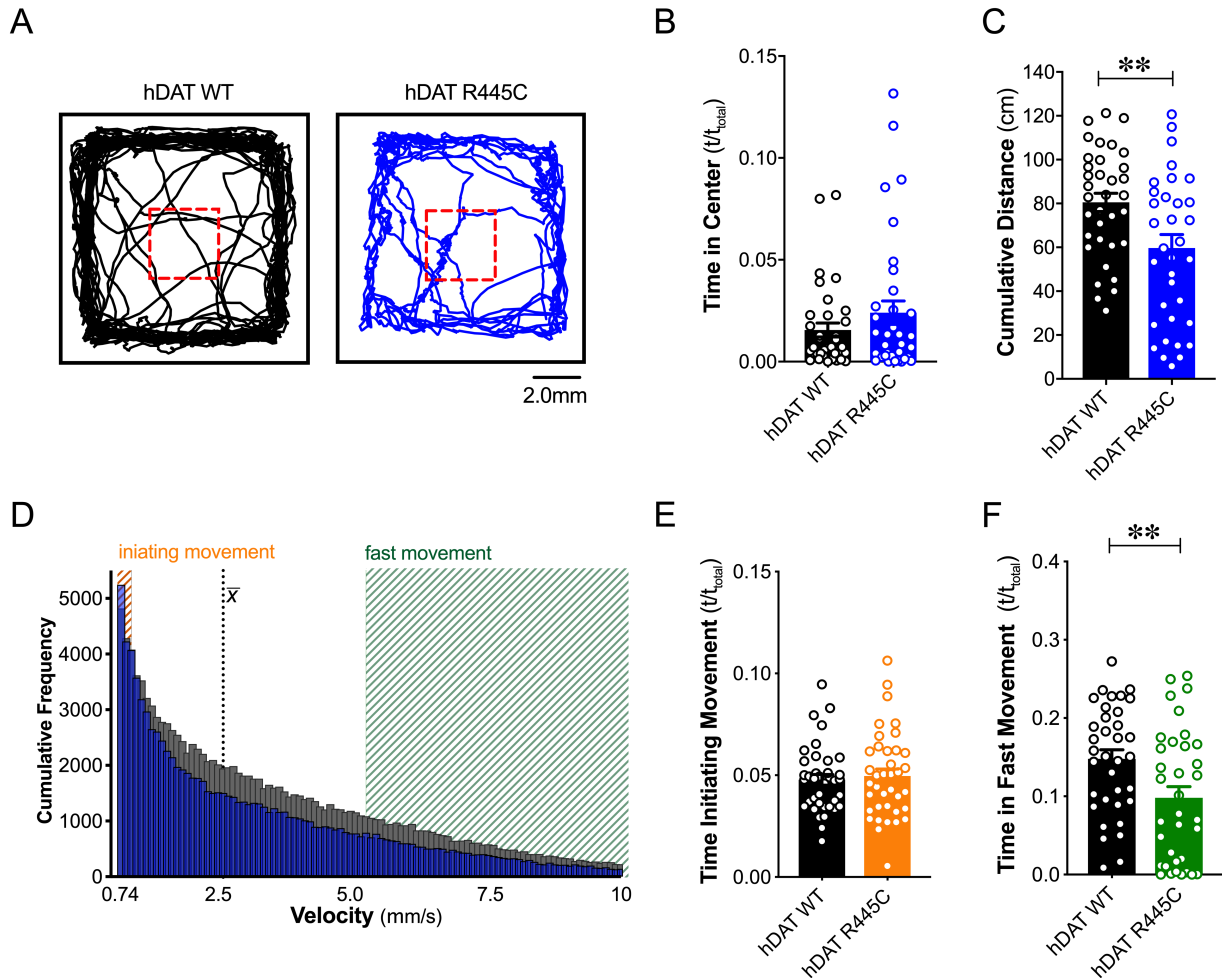 A
hDAT WT
hDAT R445C
2.0mm
B
Time in Center (t/t_total)
0.15
0.10
0.05
0.00
hDAT WT
hDAT R445C
C
**
Cumulative Distance (cm)
140
120
100
80
60
40
20
0
hDAT WT
hDAT R445C
D
iniating movement
fast movement
x̅
Cumulative Frequency
5000
4000
3000
2000
1000
0
0.74
2.5
5.0
7.5
10
Velocity (mm/s)
E
Time Initiating Movement (t/t_total)
0.15
0.10
0.05
0.00
hDAT WT
hDAT R445C
F
**
Time in Fast Movement (t/t_total)
0.4
0.3
0.2
0.1
0.0
hDAT WT
hDAT R445C